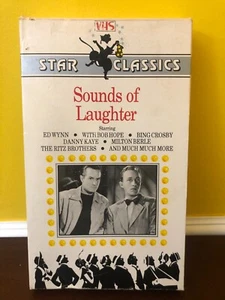 VHS
STAR CLASSICS
Sounds of
Laughter
Starring
ED WYNN • WITH BOB HOPE • BING CROSBY
DANNY KAYE • MILTON BERLE
THE RITZ BROTHERS • AND MUCH MUCH MORE